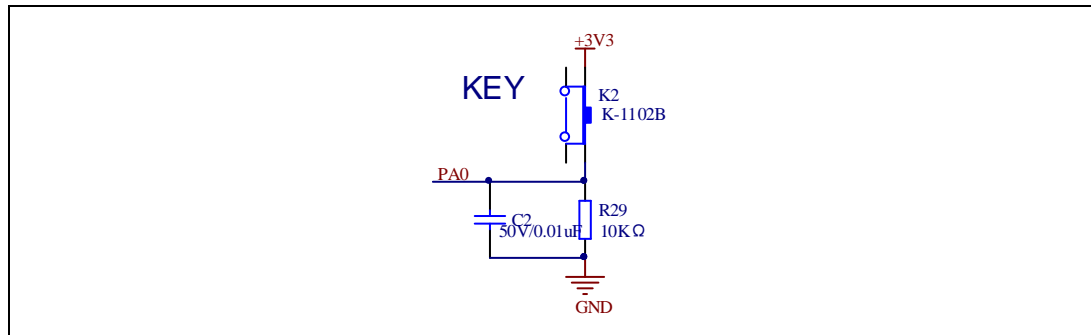 +3V3
KEY
K2
K-1102B
PA0
C2
50V/0.01uF
R29
10KΩ
GND